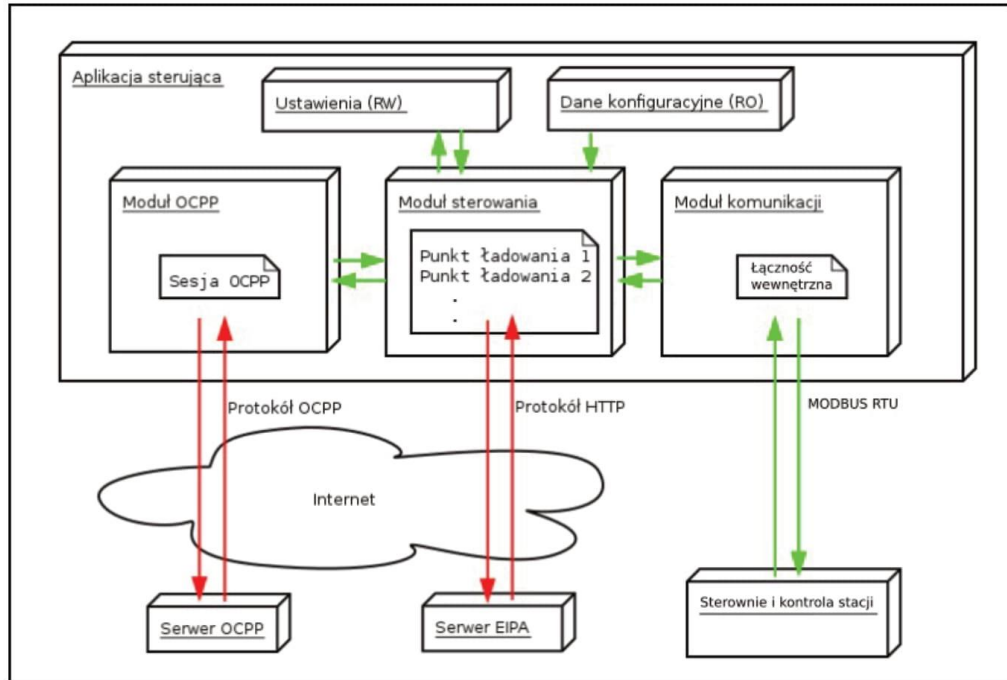 Aplikacja sterująca
Ustawienia (RW)
Dane konfiguracyjne (RO)
Moduł OCPP
Moduł sterowania
Moduł komunikacji
Sesja OCPP
Punkt ładowania 1
Punkt ładowania 2
.
.
Łączność
wewnętrzna
Protokół OCPP
Protokół HTTP
MODBUS RTU
Internet
Serwer OCPP
Serwer EIPA
Sterownie i kontrola stacji